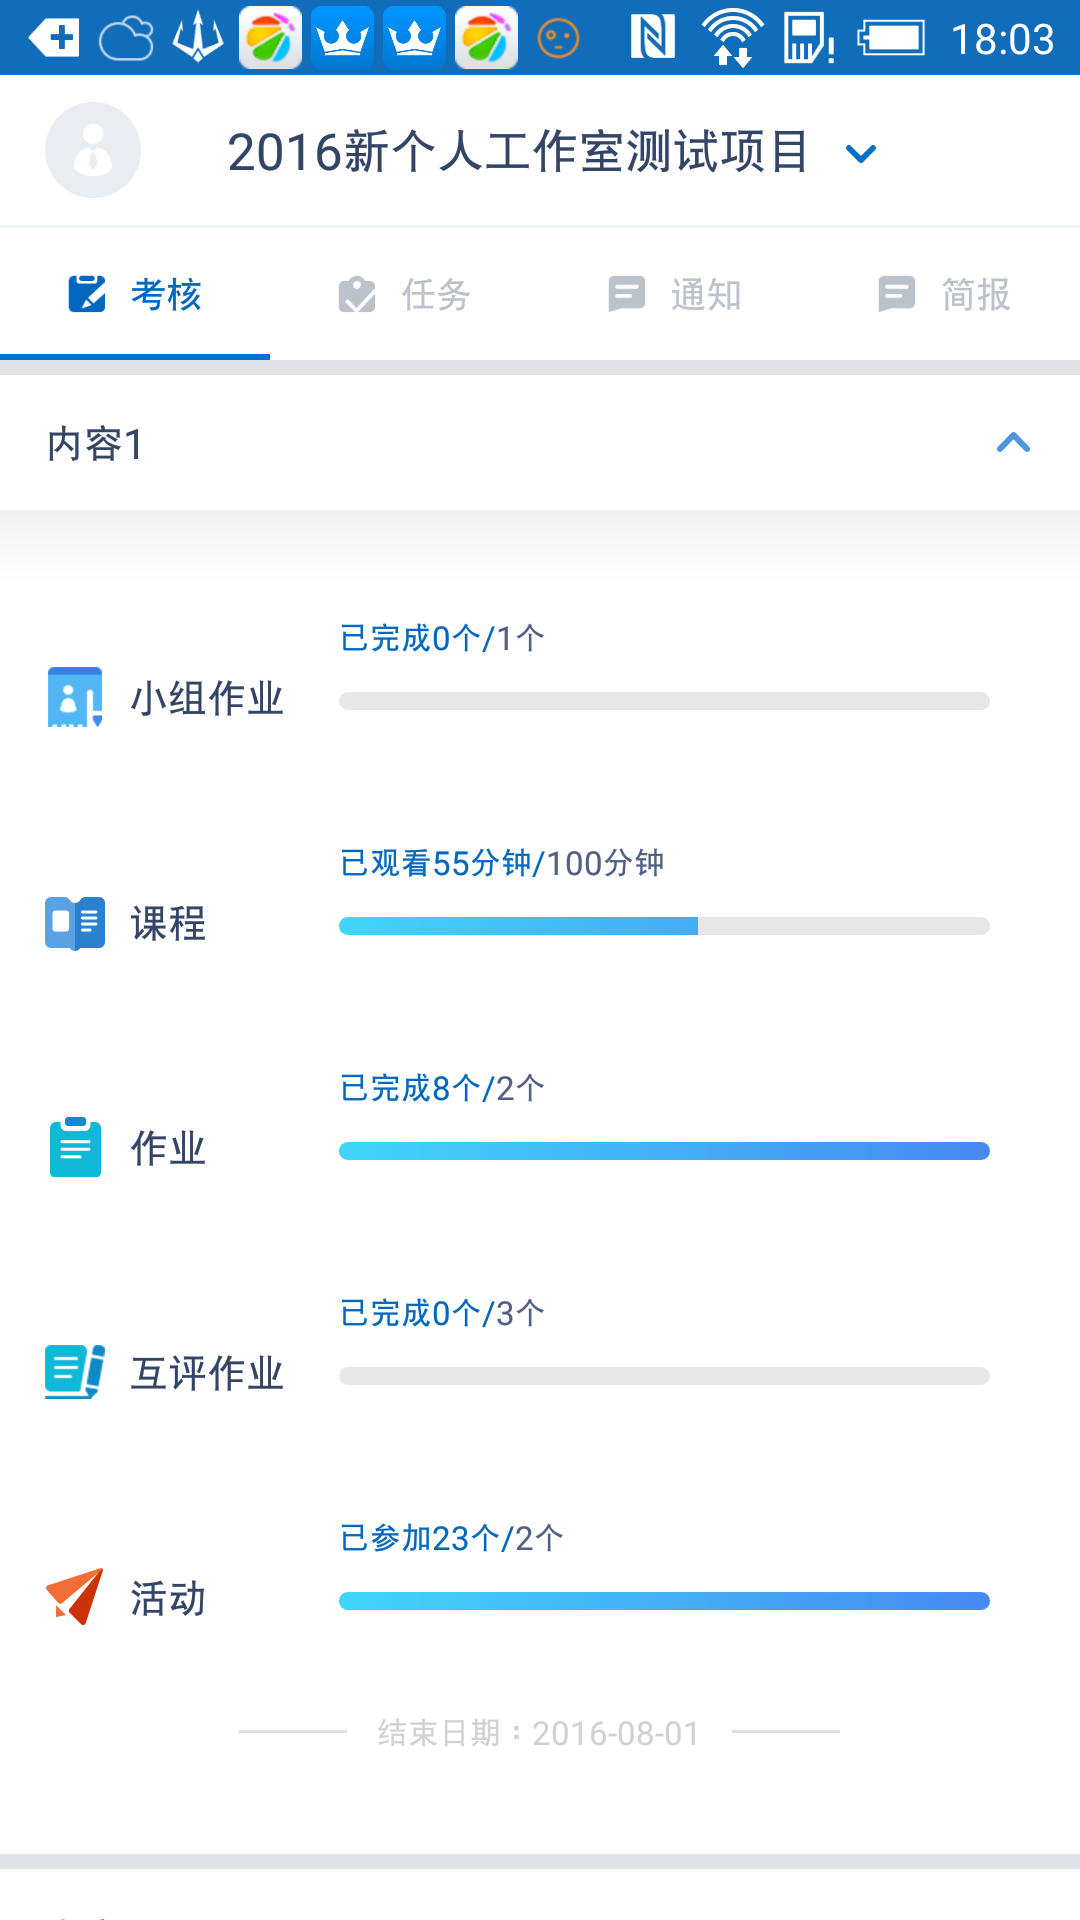 18:03
2016新个人工作室测试项目
考核 任务 通知 简报
内容1
已完成0个/1个
小组作业
已观看55分钟/100分钟
课程
已完成8个/2个
作业
已完成0个/3个
互评作业
已参加23个/2个
活动
结束日期：2016-08-01